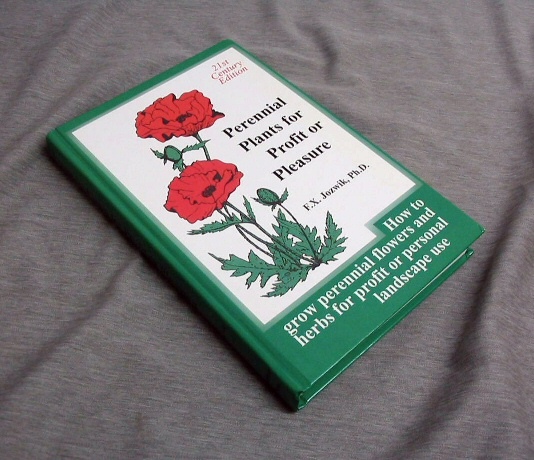 21st
Century
Edition
Perennial
Plants for
Profit or
Pleasure
F.X. Jozwik, Ph.D.
How to
grow perennial flowers and
herbs for profit or personal
landscape use